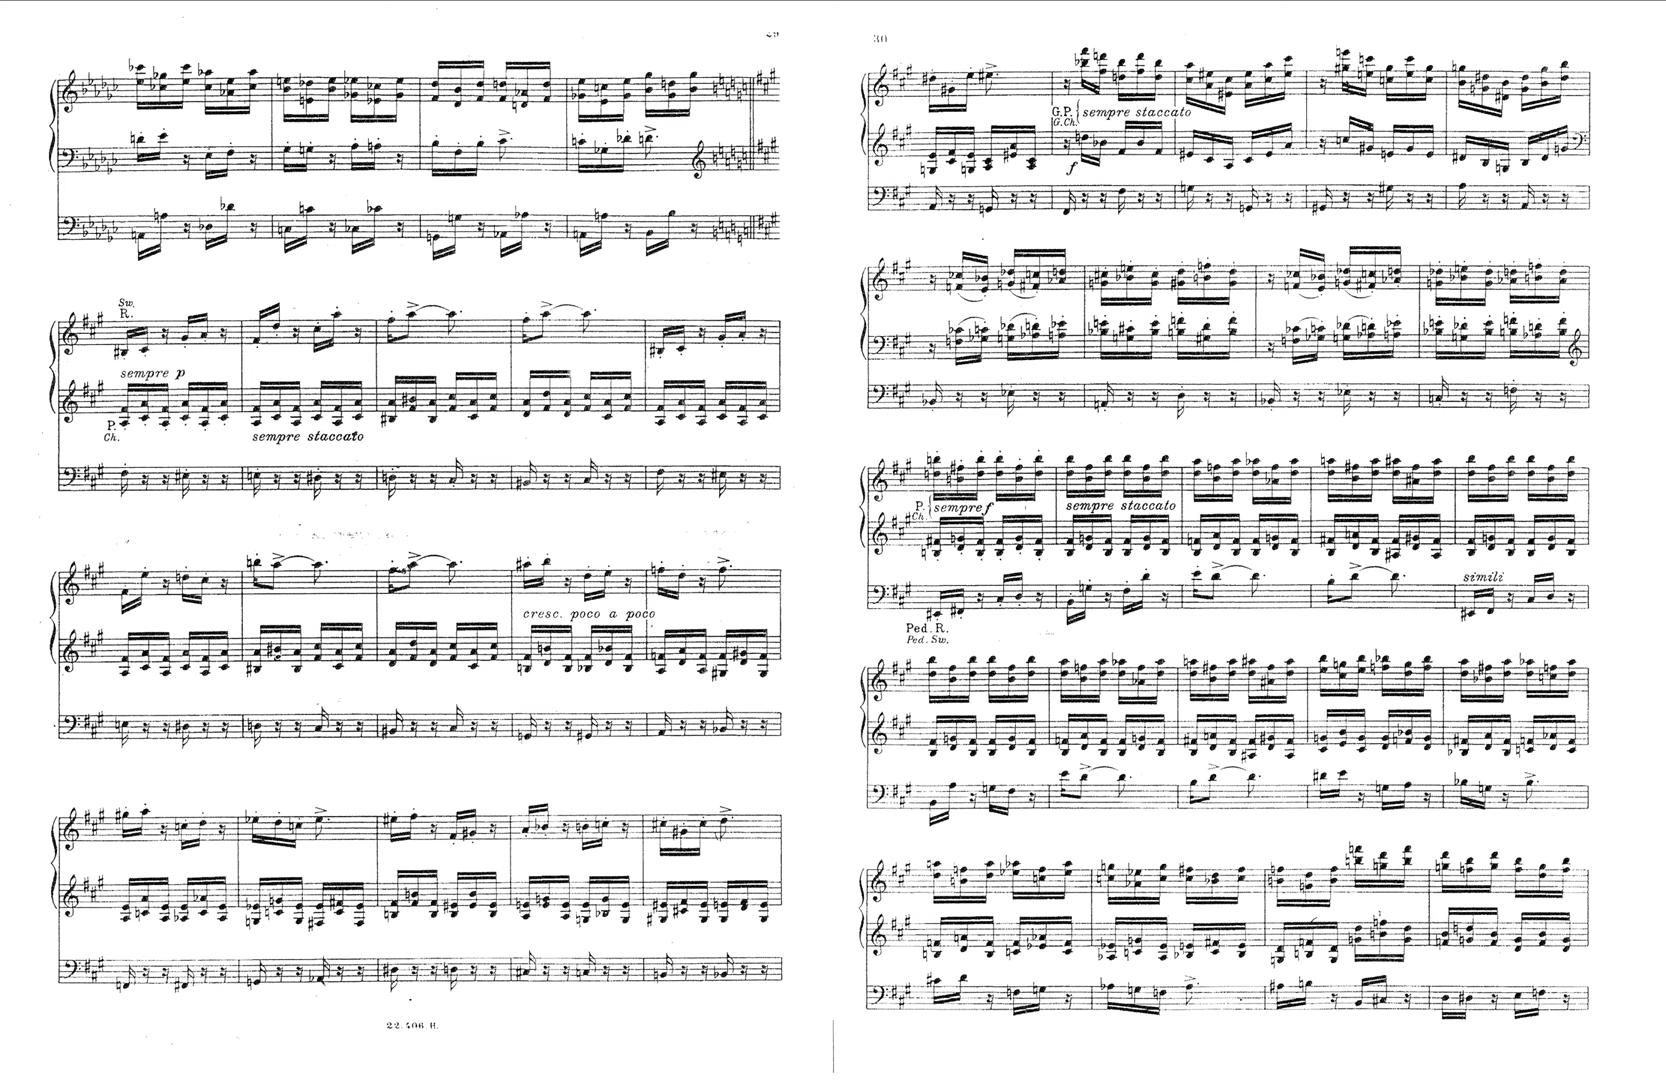 29
Sw.
R.
sempre p
P.
Ch.
sempre staccato
cresc. poco a poco
22.406.H.
30
G.P.
G.Ch.
sempre staccato
f
P.
Ch.
sempre f
sempre staccato
simili
Ped. R.
Ped. Sw.